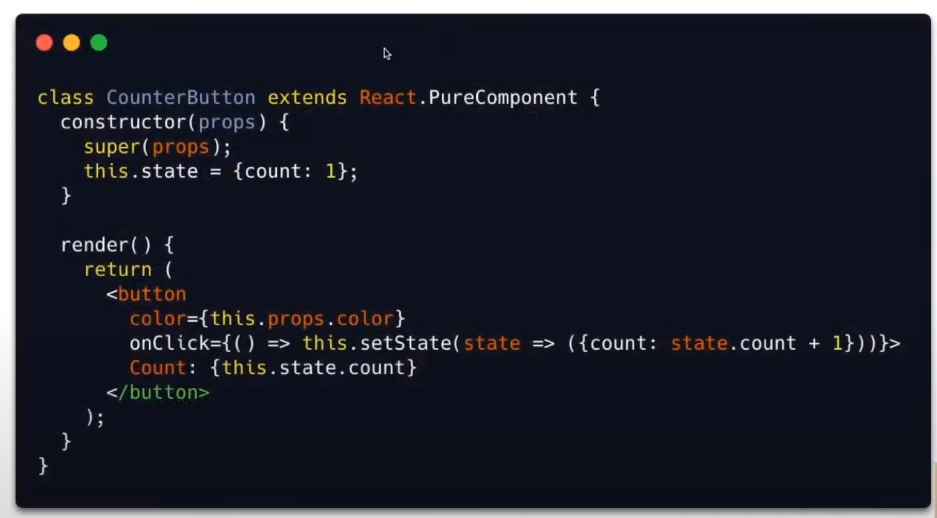 class CounterButton extends React.PureComponent {
  constructor(props) {
    super(props);
    this.state = {count: 1};
  }
  render() {
    return (
      <button
        color={this.props.color}
        onClick={() => this.setState(state => ({count: state.count + 1}))}>
        Count: {this.state.count}
      </button>
    );
  }
}